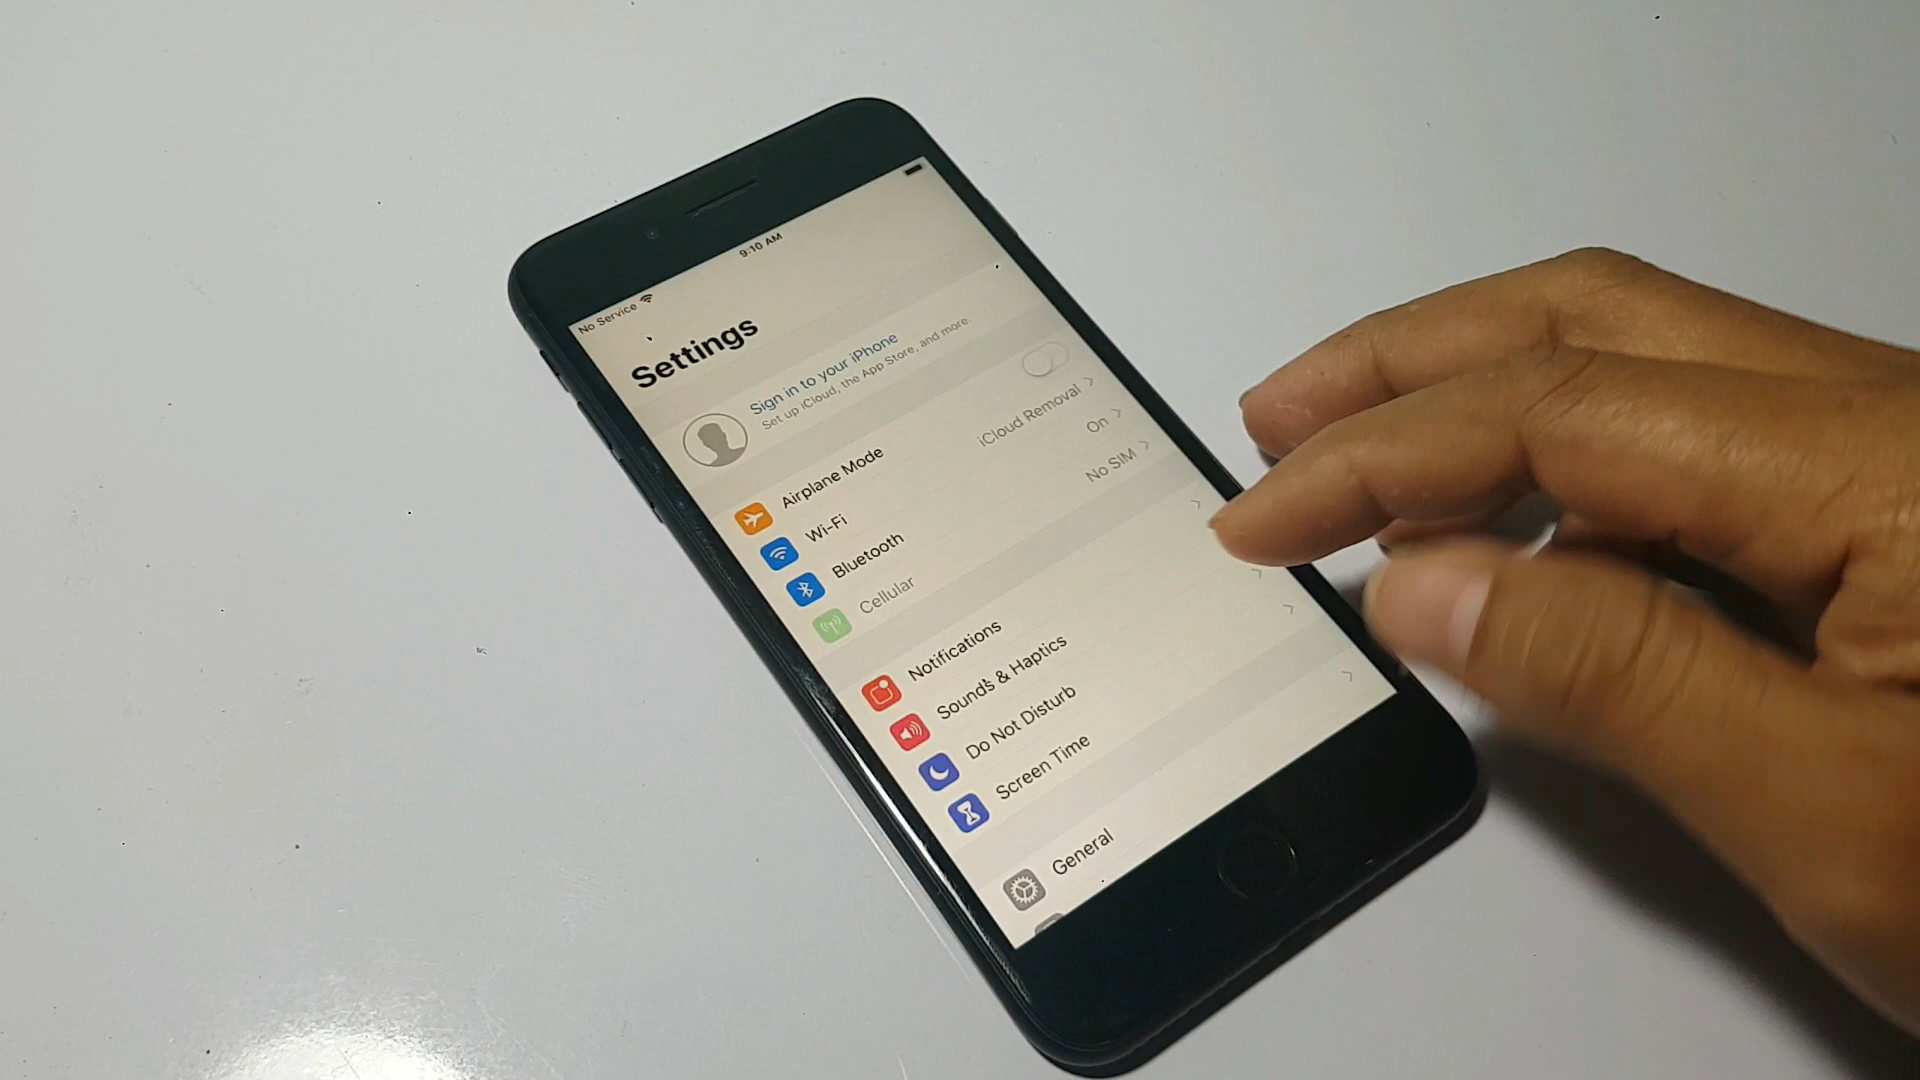 No Service
9:10 AM
Settings
Sign in to your iPhone
Set up iCloud, the App Store, and more.
Airplane Mode
Wi-Fi iCloud Removal
Bluetooth On
Cellular No SIM
Notifications
Sounds & Haptics
Do Not Disturb
Screen Time
General